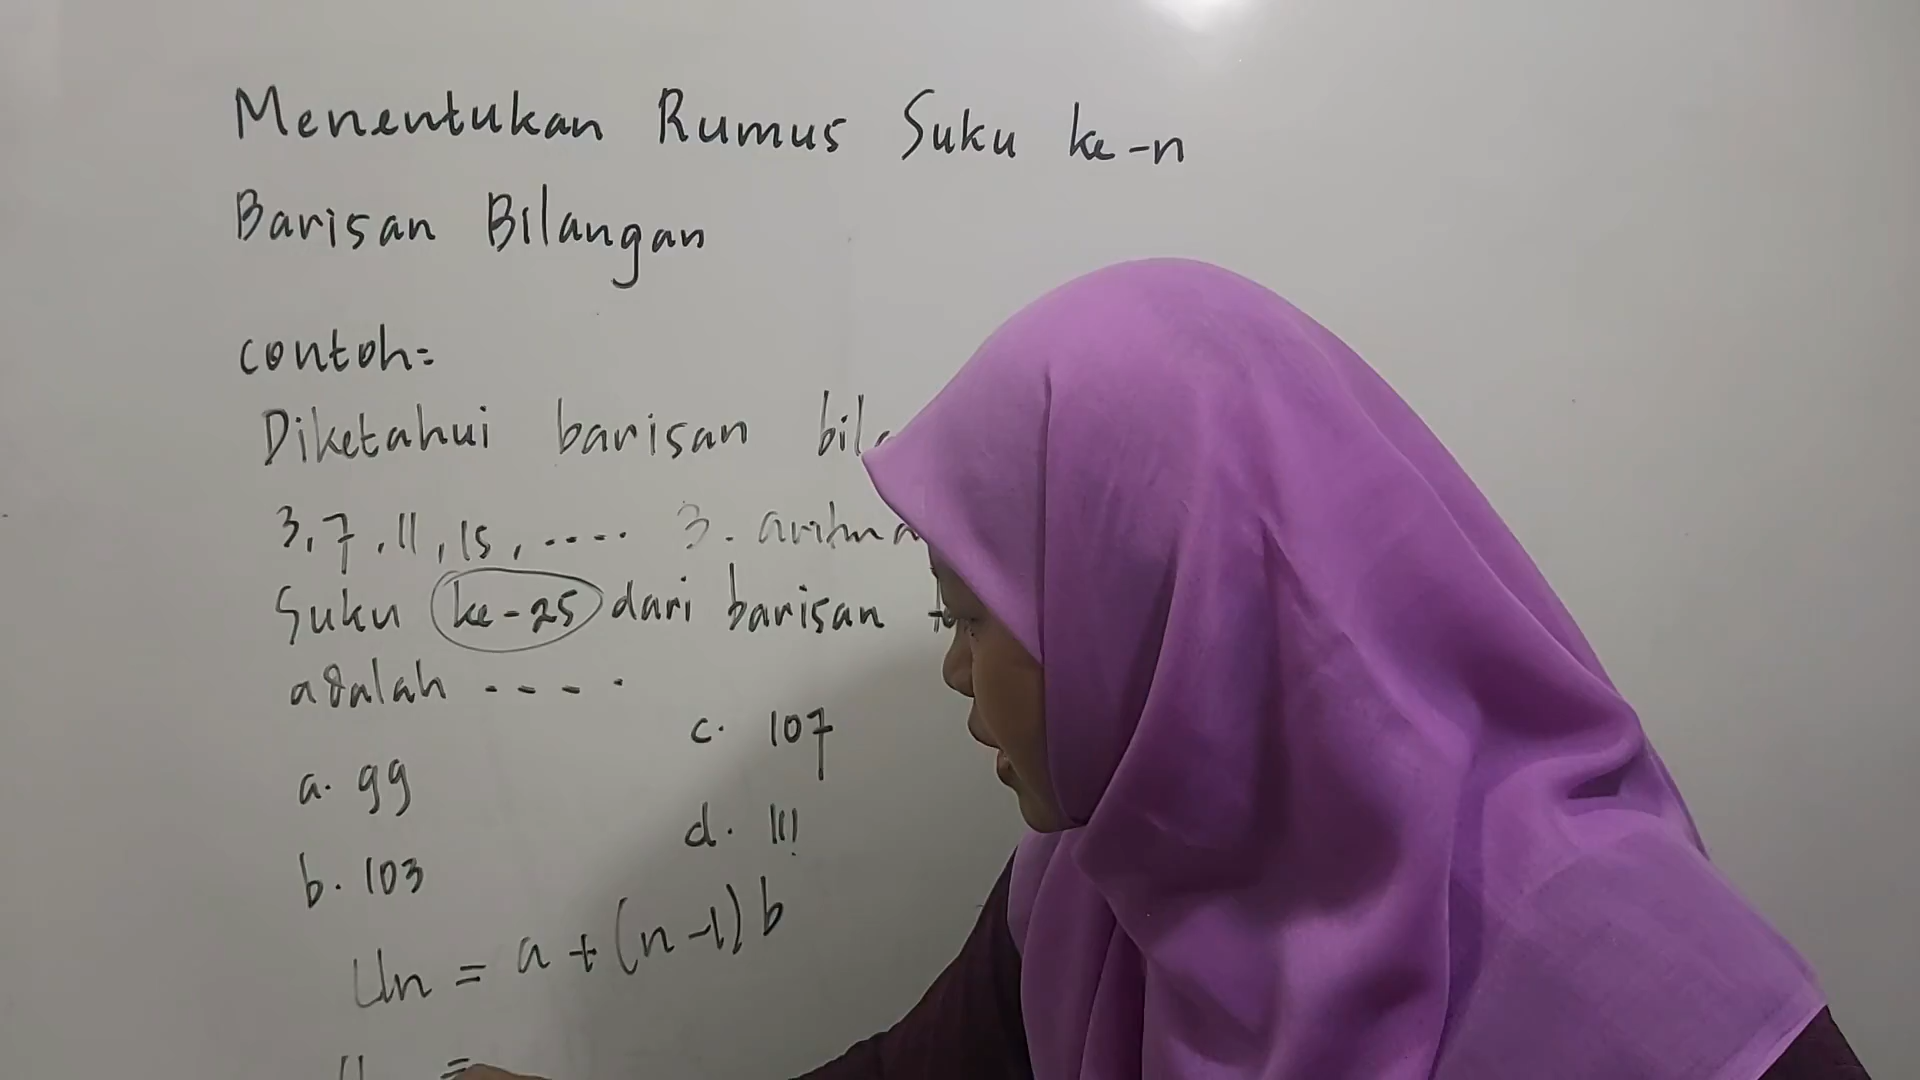 Menentukan Rumus Suku ke-n
Barisan Bilangan
contoh=
Diketahui barisan
3, 7, 11, 15, .... 3.
Suku ke-25 dari barisan
adalah ....
a. 99
b. 103
c. 107
d. 111
Un = a + (n-1) b
=